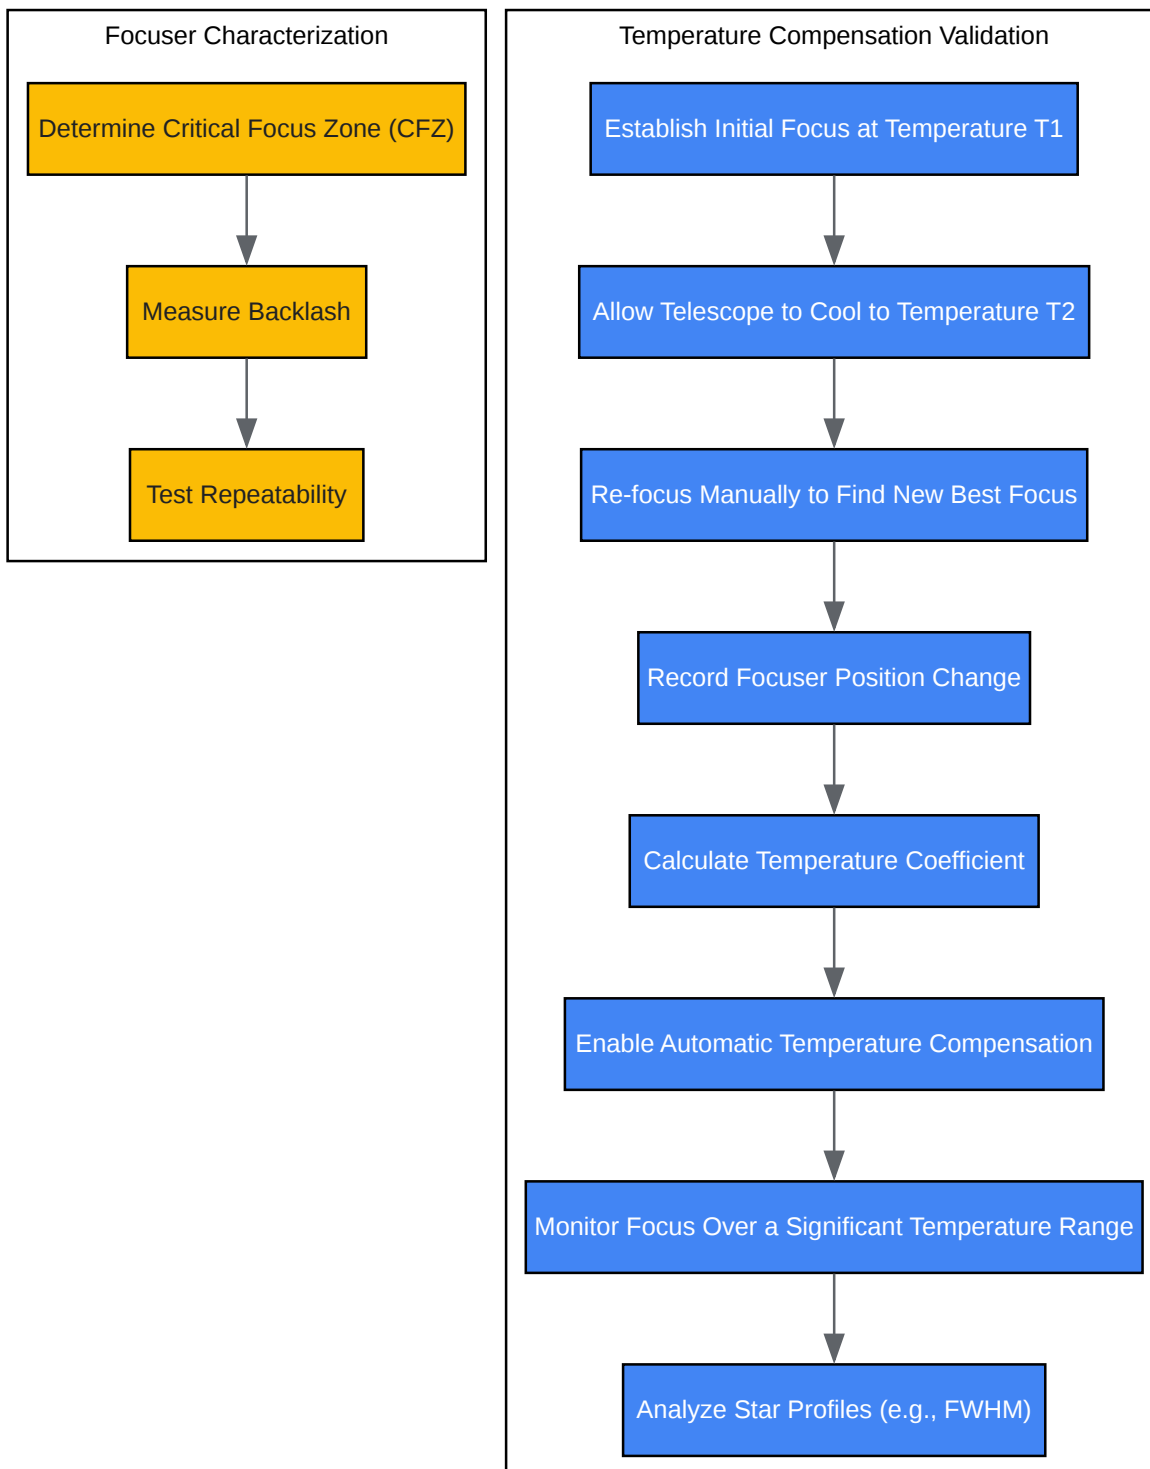 Focuser Characterization
Determine Critical Focus Zone (CFZ)
Measure Backlash
Test Repeatability
Temperature Compensation Validation
Establish Initial Focus at Temperature T1
Allow Telescope to Cool to Temperature T2
Re-focus Manually to Find New Best Focus
Record Focuser Position Change
Calculate Temperature Coefficient
Enable Automatic Temperature Compensation
Monitor Focus Over a Significant Temperature Range
Analyze Star Profiles (e.g., FWHM)